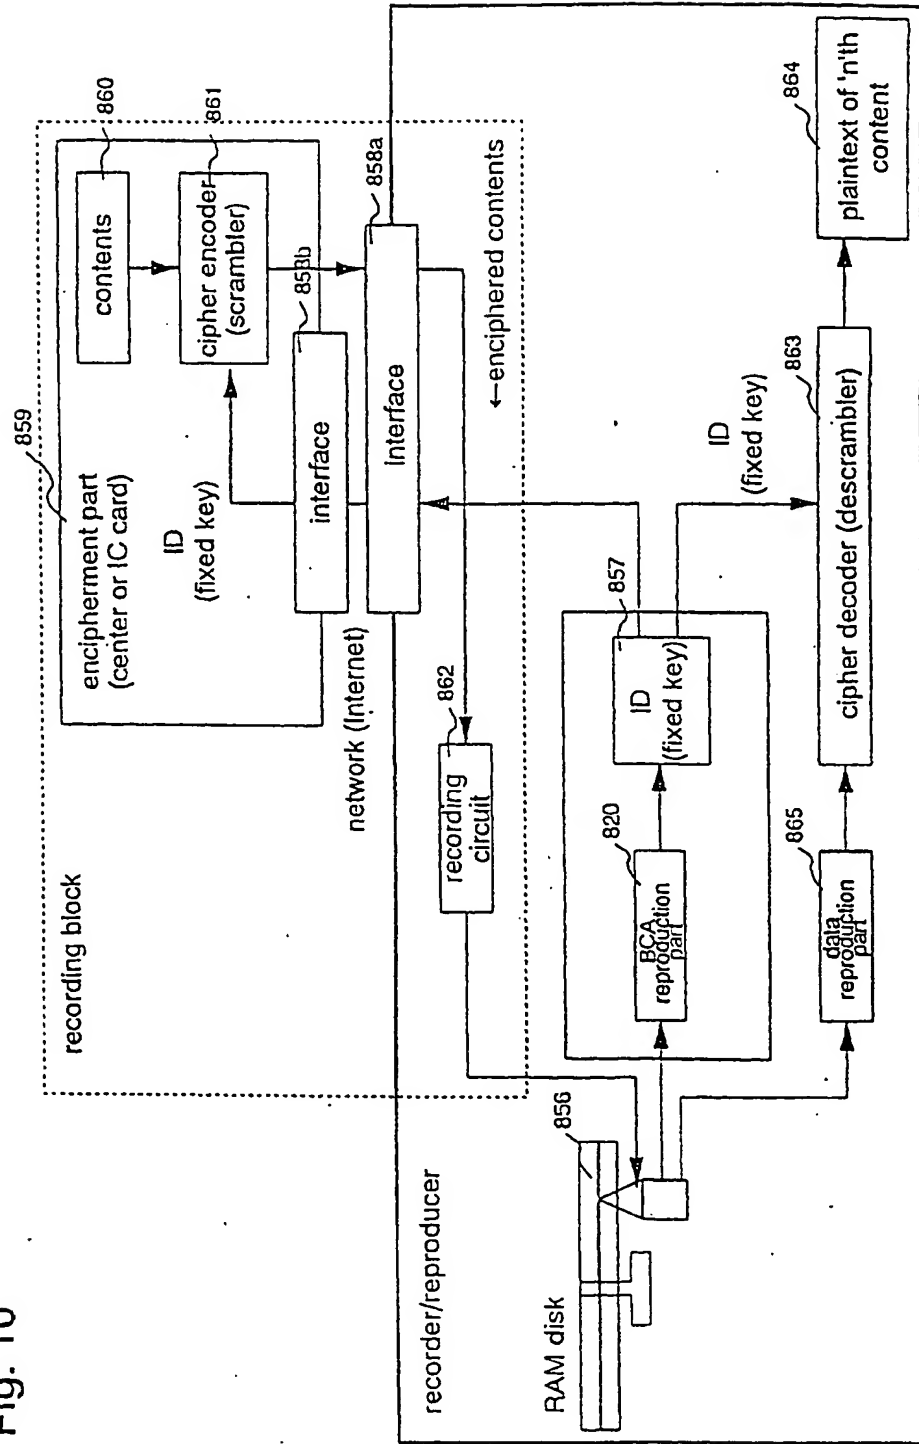 Fig. 10
recording block
859
encipherment part
(center or IC card)
860
contents
861
cipher encoder
(scrambler)
ID
(fixed key)
858b
interface
network (Internet)
858a
Interface
←enciphered contents
862
recording
circuit
recorder/reproducer
RAM disk
856
820
BCA
reproduction
part
857
ID
(fixed key)
ID
(fixed key)
865
data
reproduction
part
863
cipher decoder (descrambler)
864
plaintext of 'n'th
content